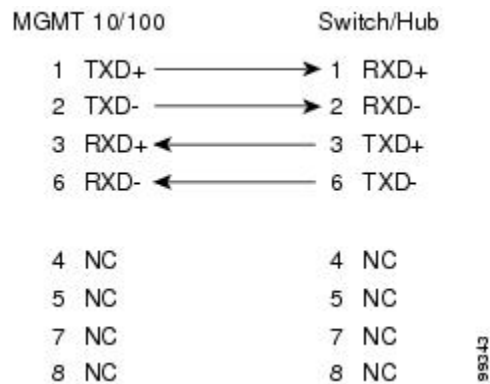 MGMT 10/100 Switch/Hub
1 TXD+ 1 RXD+
2 TXD- 2 RXD-
3 RXD+ 3 TXD+
6 RXD- 6 TXD-
4 NC 4 NC
5 NC 5 NC
7 NC 7 NC
8 NC 8 NC
99343